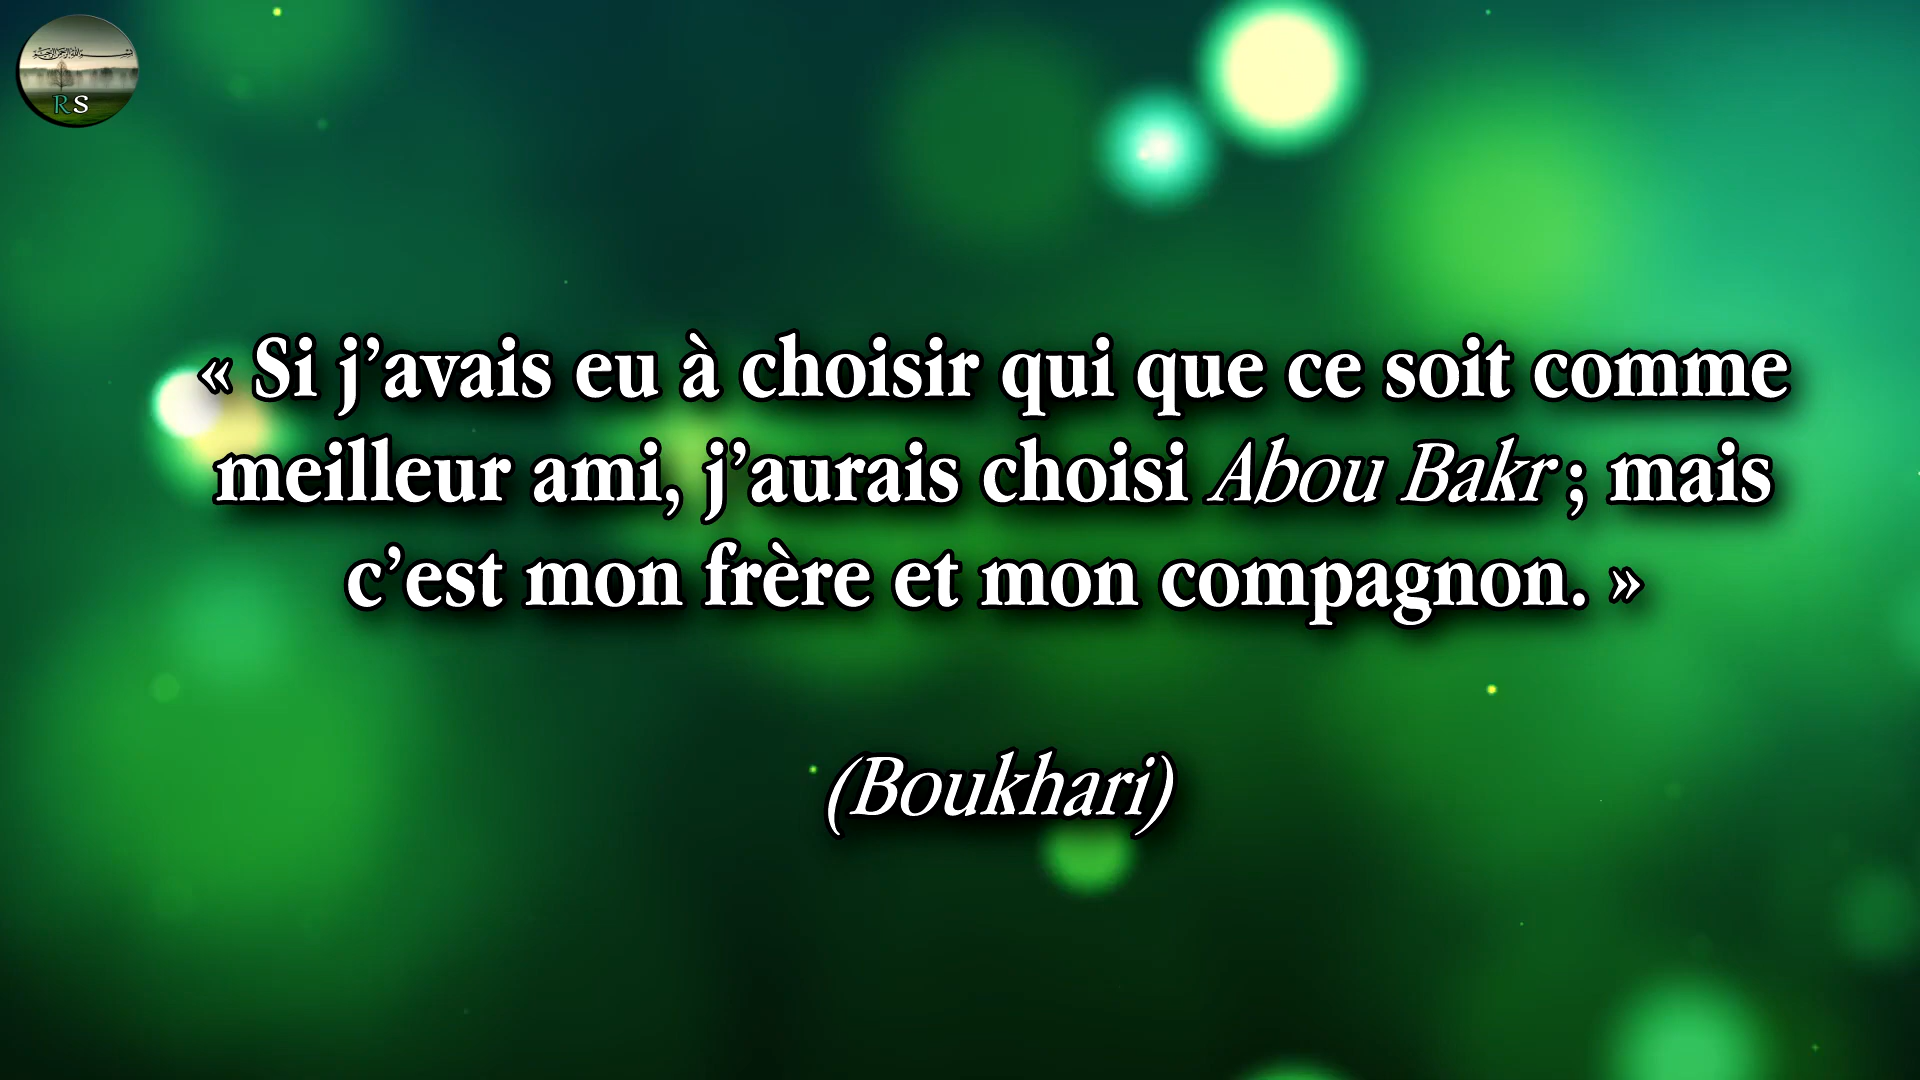 RS
« Si j’avais eu à choisir qui que ce soit comme
meilleur ami, j’aurais choisi Abou Bakr ; mais
c’est mon frère et mon compagnon. »
(Boukhari)